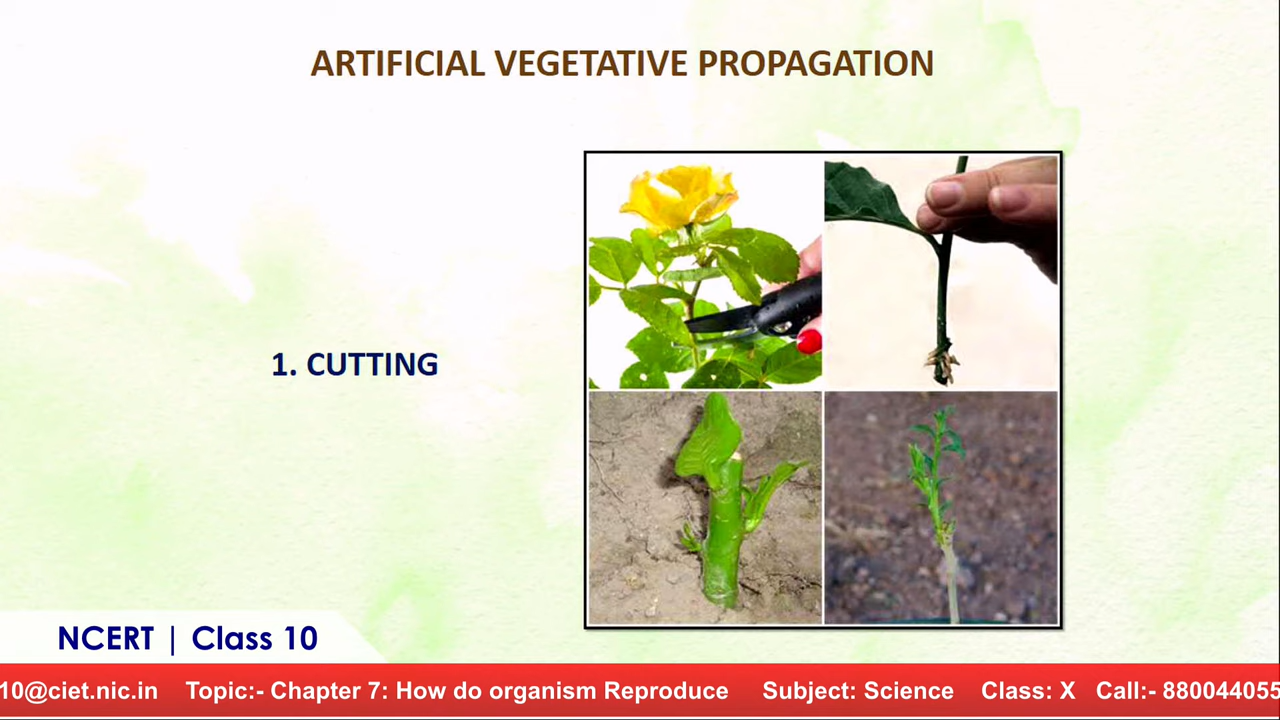 ARTIFICIAL VEGETATIVE PROPAGATION
1. CUTTING
NCERT | Class 10
10@ciet.nic.in Topic:- Chapter 7: How do organism Reproduce Subject: Science Class: X Call:- 880044055